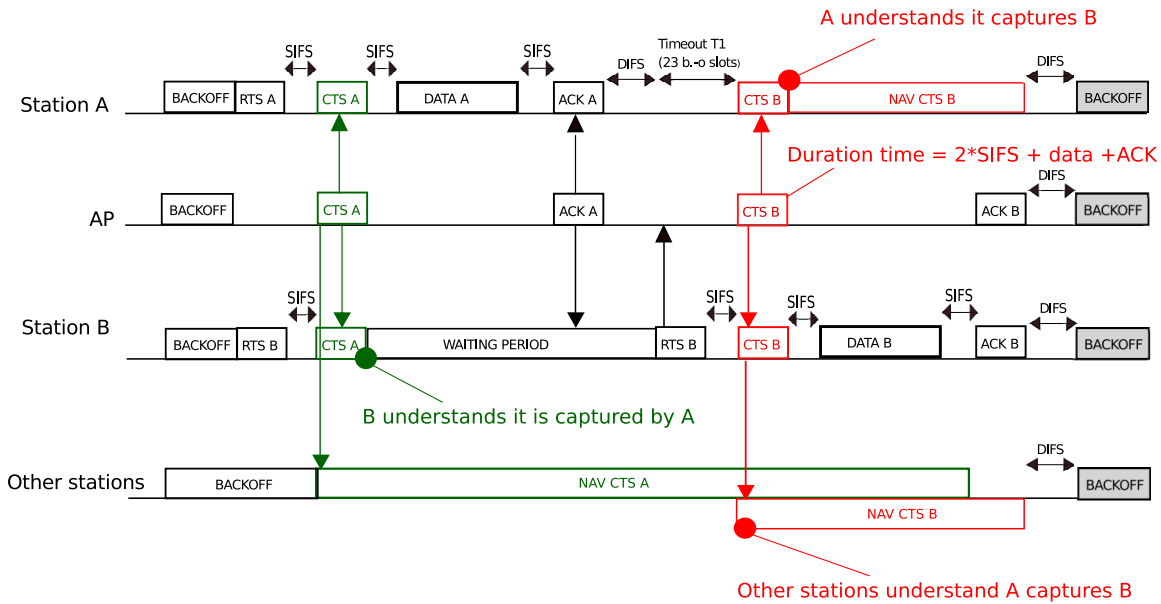 A understands it captures B
SIFS
SIFS
SIFS
DIFS
Timeout T1
(23 b.-o slots)
DIFS
Station A
BACKOFF
RTS A
CTS A
DATA A
ACK A
CTS B
NAV CTS B
BACKOFF
Duration time = 2*SIFS + data +ACK
DIFS
AP
BACKOFF
CTS A
ACK A
CTS B
ACK B
BACKOFF
SIFS
SIFS
SIFS
SIFS
DIFS
Station B
BACKOFF
RTS B
CTS A
WAITING PERIOD
RTS B
CTS B
DATA B
ACK B
BACKOFF
B understands it is captured by A
DIFS
Other stations
BACKOFF
NAV CTS A
BACKOFF
NAV CTS B
Other stations understand A captures B